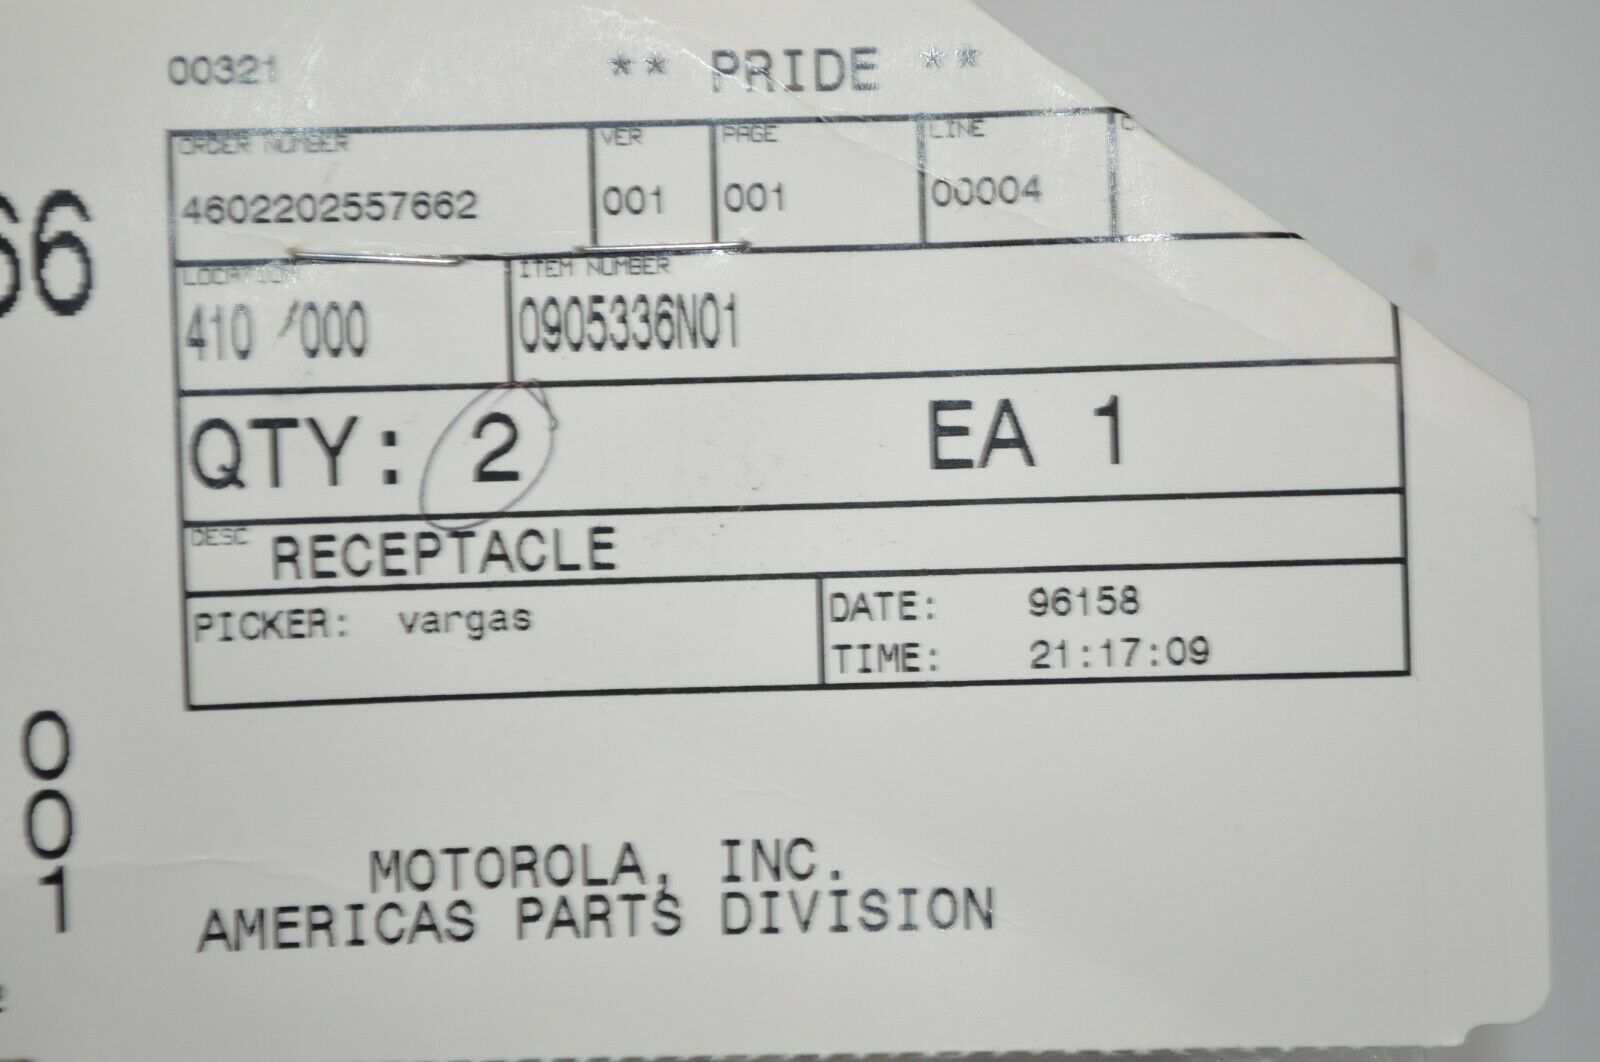 00321 ** PRIDE **
ORDER NUMBER VER PAGE LINE C
4602202557662 001 001 00004
66
LOCATION ITEM NUMBER
410 /000 0905336N01
QTY: 2 EA 1
DESC RECEPTACLE
PICKER: vargas DATE: 96158
TIME: 21:17:09
0
0
1
MOTOROLA, INC.
AMERICAS PARTS DIVISION